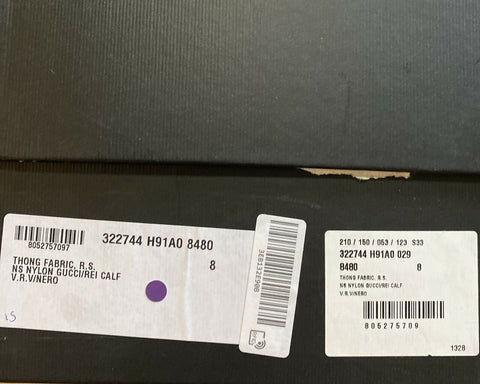 8052757097
322744 H91A0 8480
8
THONG FABRIC, R.S.
NS NYLON GUCCI/REI CALF
V.R.V/NERO
210 / 150 / 053 / 123 S33
322744 H91A0 029
8480 8
THONG FABRIC, R.S.
NS NYLON GUCCI/REI CALF
V.R.V/NERO
805275709
1328